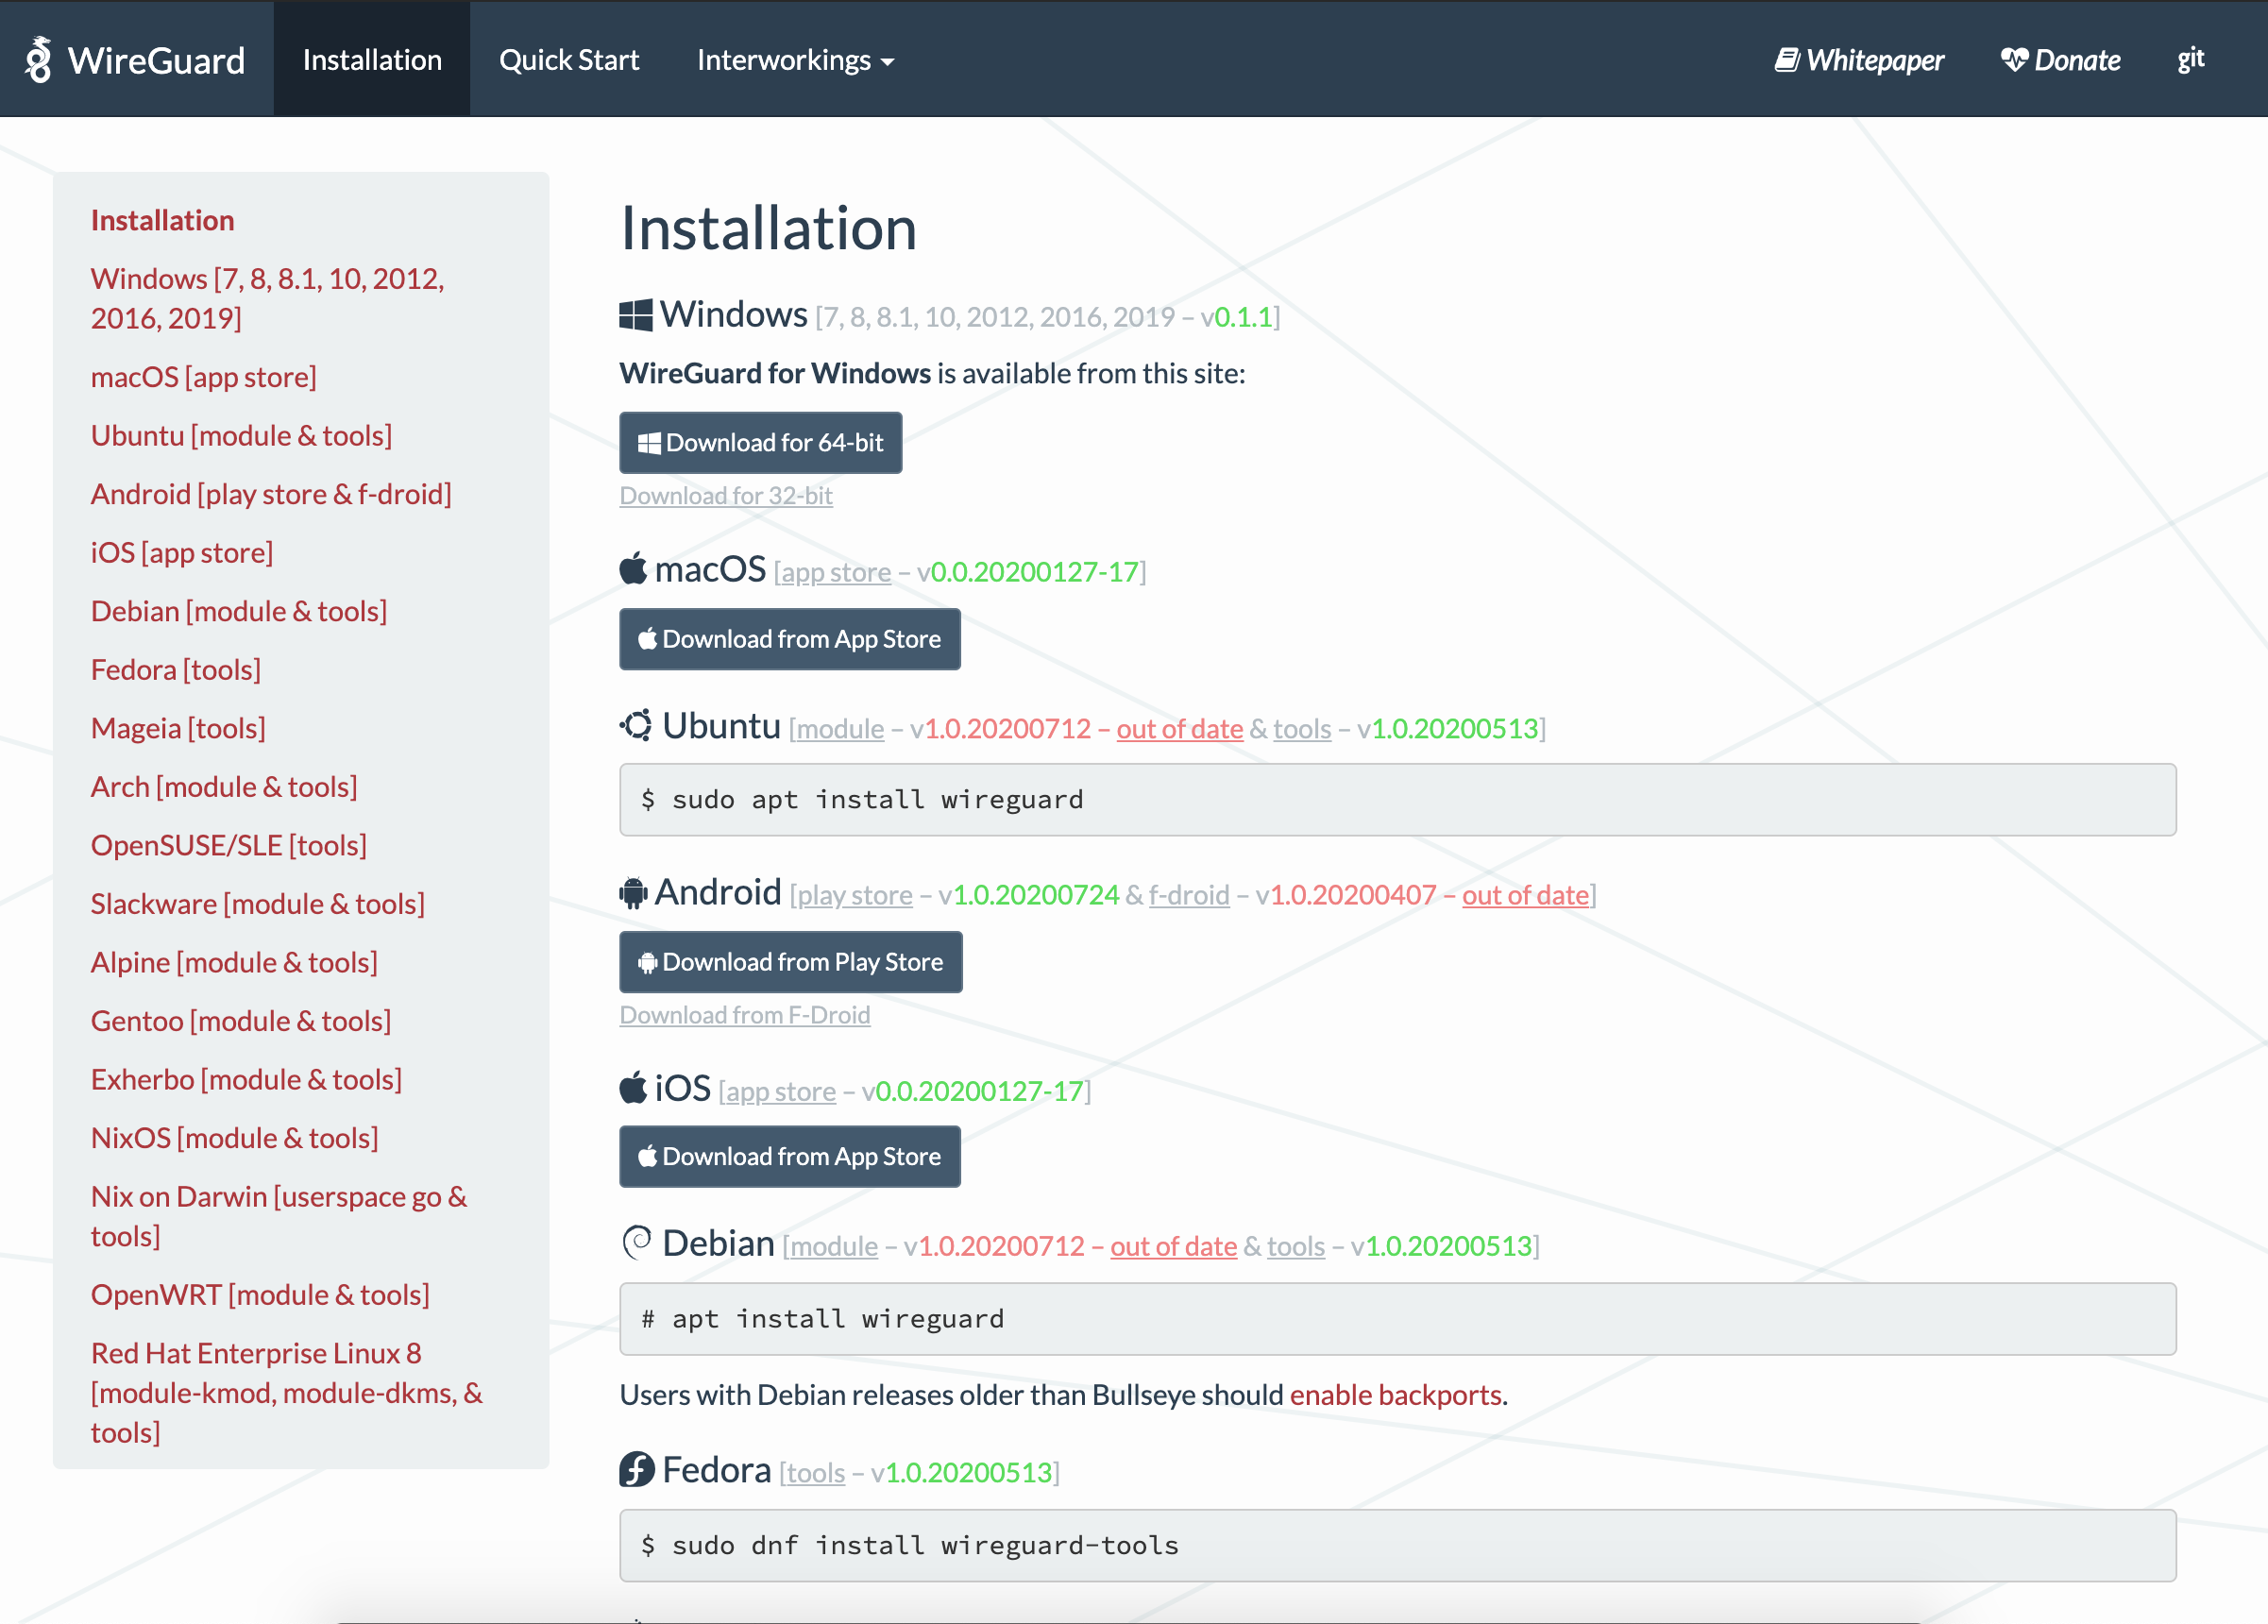 WireGuard
Installation
Quick Start
Interworkings
Whitepaper
Donate
git
Installation
Windows [7, 8, 8.1, 10, 2012,
2016, 2019]
macOS [app store]
Ubuntu [module & tools]
Android [play store & f-droid]
iOS [app store]
Debian [module & tools]
Fedora [tools]
Mageia [tools]
Arch [module & tools]
OpenSUSE/SLE [tools]
Slackware [module & tools]
Alpine [module & tools]
Gentoo [module & tools]
Exherbo [module & tools]
NixOS [module & tools]
Nix on Darwin [userspace go &
tools]
OpenWRT [module & tools]
Red Hat Enterprise Linux 8
[module-kmod, module-dkms, &
tools]
Installation
Windows [7, 8, 8.1, 10, 2012, 2016, 2019 – v0.1.1]
WireGuard for Windows is available from this site:
Download for 64-bit
Download for 32-bit
macOS [app store – v0.0.20200127-17]
Download from App Store
Ubuntu [module – v1.0.20200712 – out of date & tools – v1.0.20200513]
$ sudo apt install wireguard
Android [play store – v1.0.20200724 & f-droid – v1.0.20200407 – out of date]
Download from Play Store
Download from F-Droid
iOS [app store – v0.0.20200127-17]
Download from App Store
Debian [module – v1.0.20200712 – out of date & tools – v1.0.20200513]
# apt install wireguard
Users with Debian releases older than Bullseye should enable backports.
Fedora [tools – v1.0.20200513]
$ sudo dnf install wireguard-tools